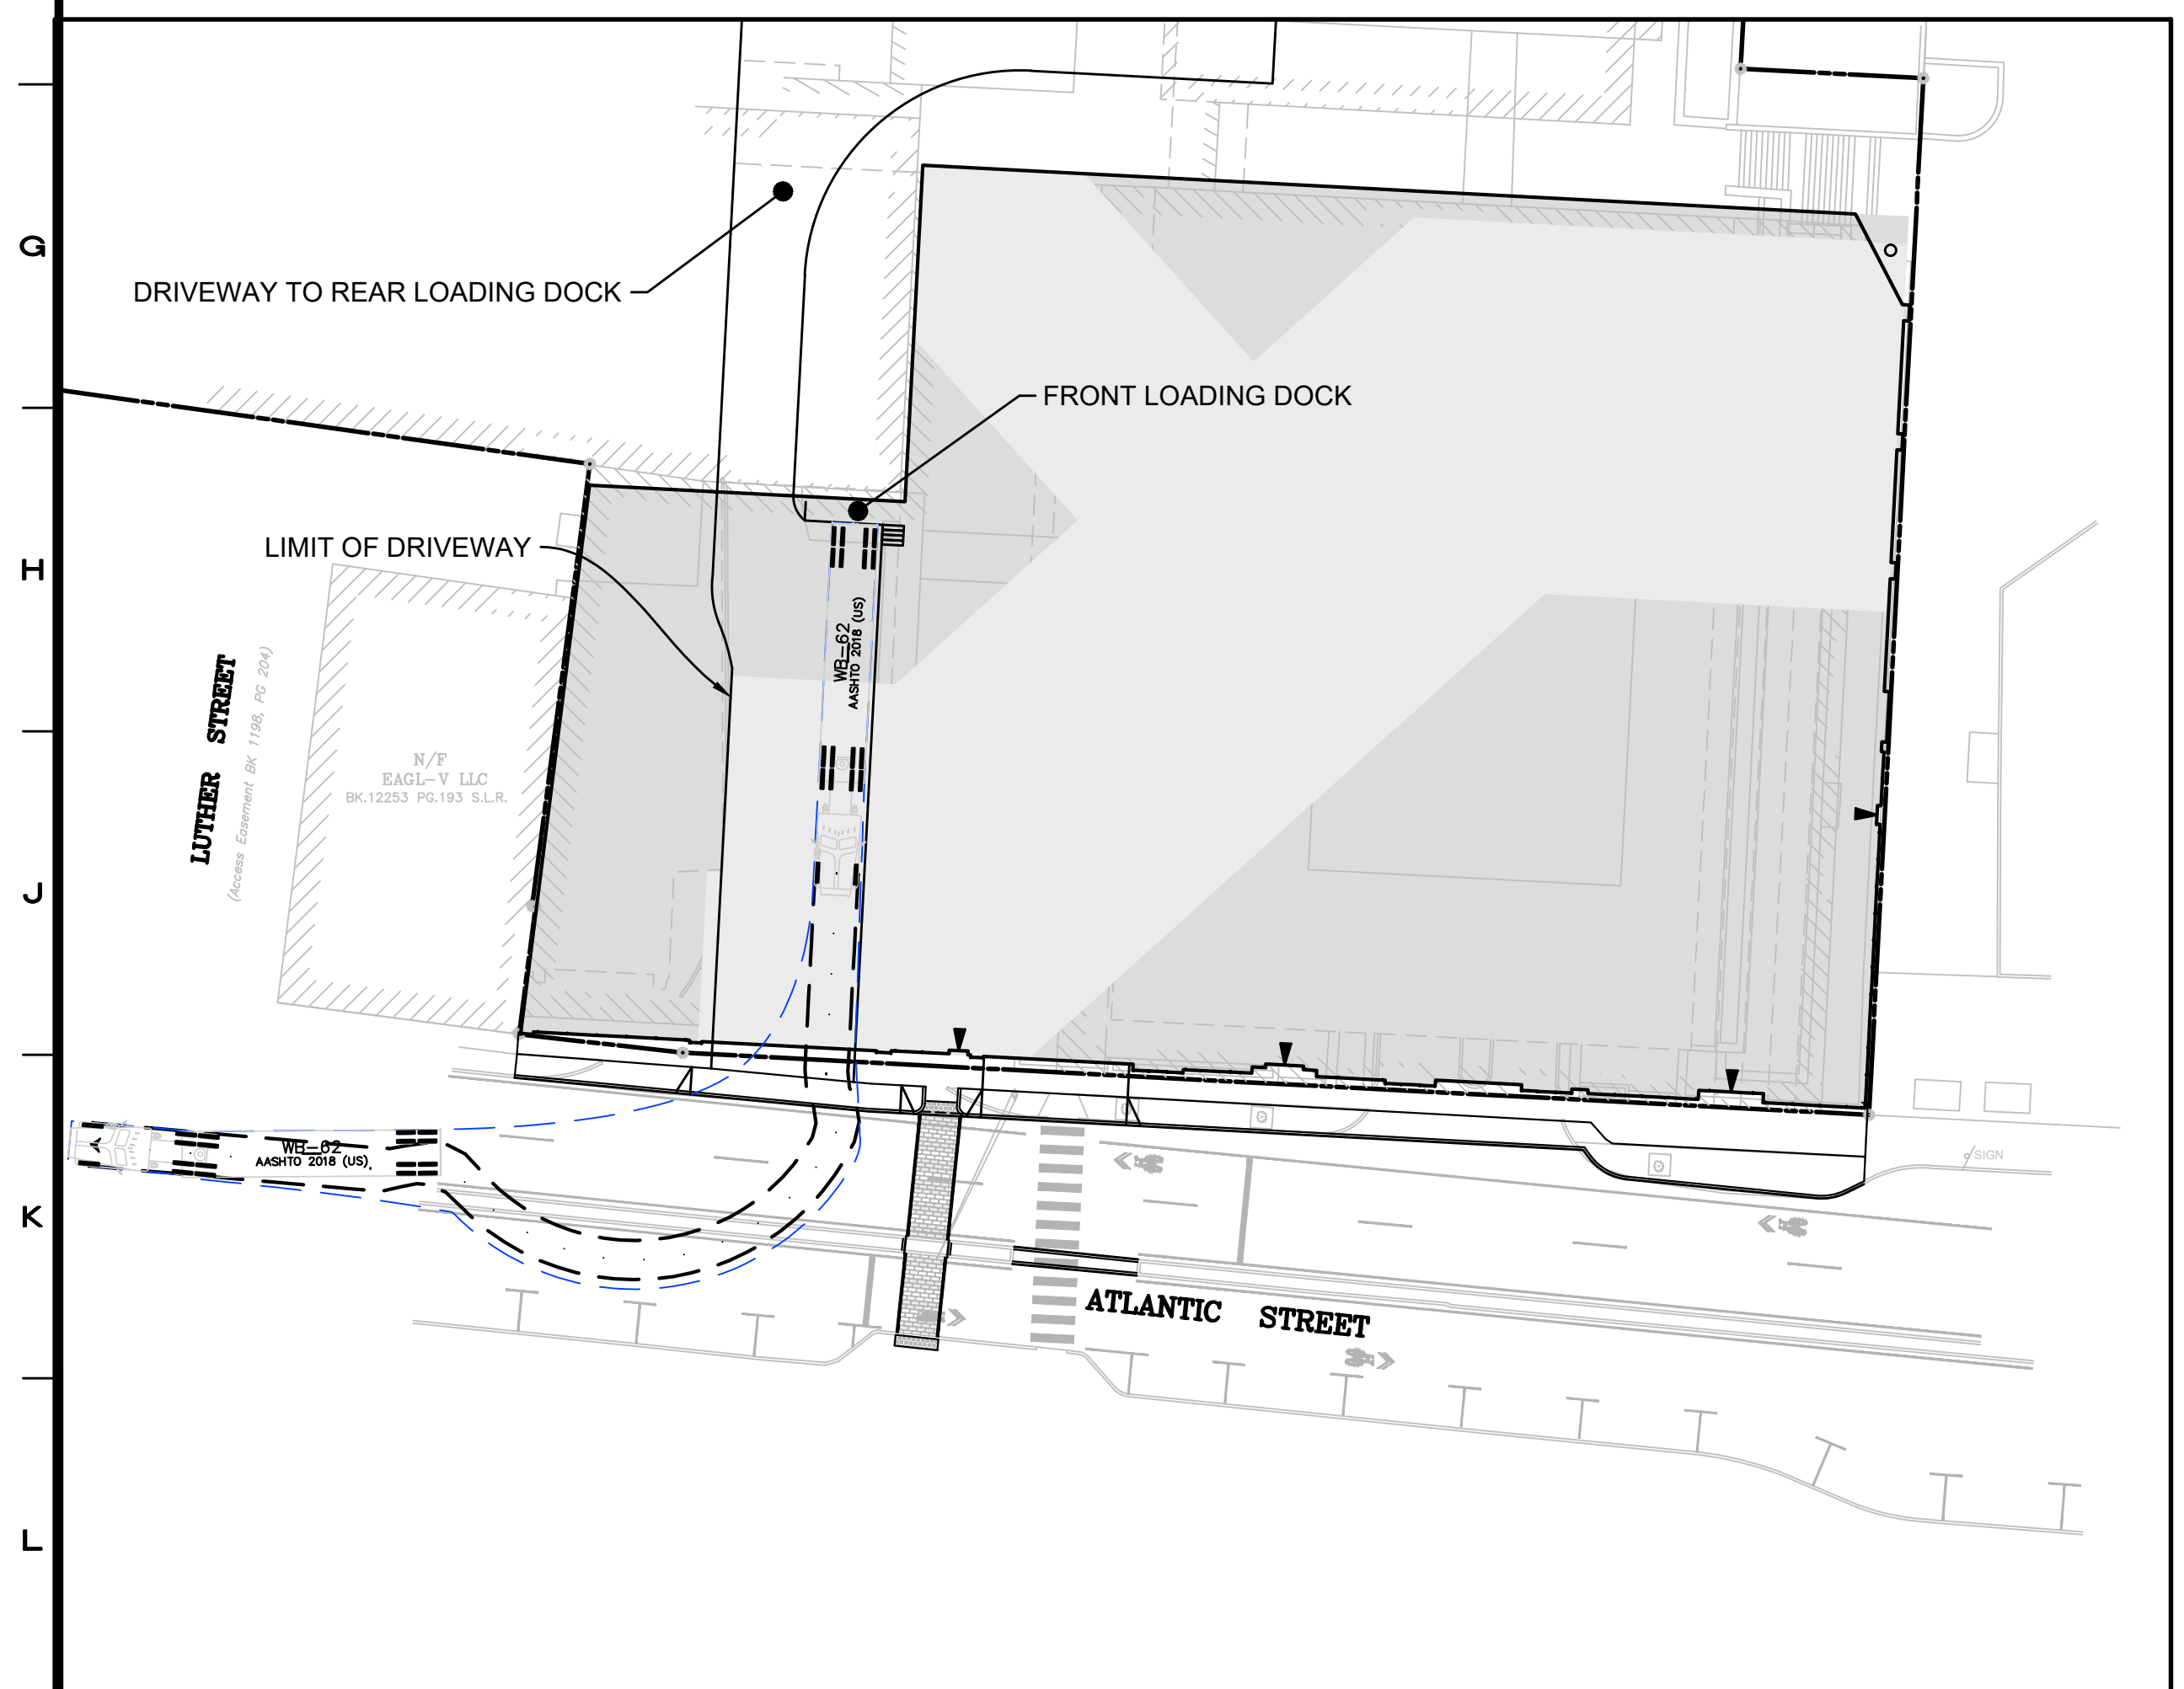 G
DRIVEWAY TO REAR LOADING DOCK
FRONT LOADING DOCK
LIMIT OF DRIVEWAY
H
WB-62
AASHTO 2018 (US)
LUTHER STREET
(Access Easement BK 1198, PG 204)
N/F
EAGL-V LLC
BK.12253 PG.193 S.L.R.
J
WB-62
AASHTO 2018 (US)
SIGN
K
ATLANTIC STREET
L